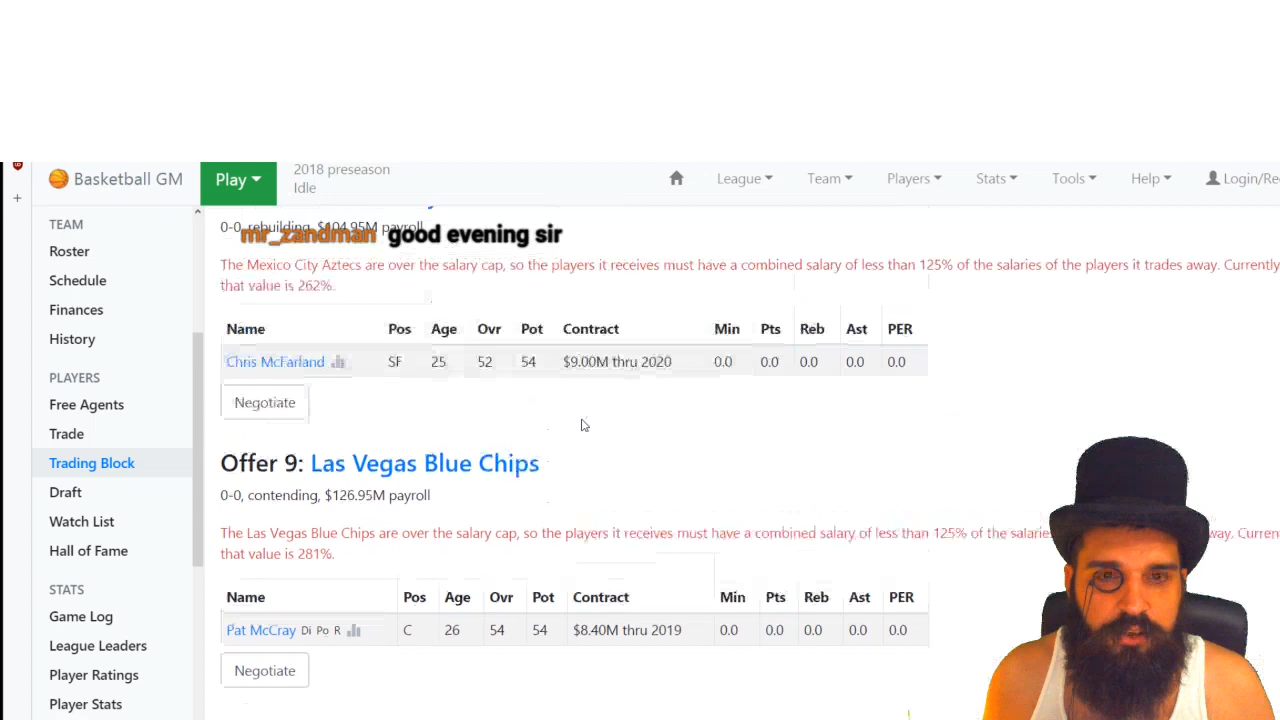 Basketball GM
Play
2018 preseason
Idle
League
Team
Players
Stats
Tools
Help
Login/Re
TEAM
Roster
Schedule
Finances
History
PLAYERS
Free Agents
Trade
Trading Block
Draft
Watch List
Hall of Fame
STATS
Game Log
League Leaders
Player Ratings
Player Stats
0-0, rebuilding, $104.95M payroll
mr_zandman good evening sir
The Mexico City Aztecs are over the salary cap, so the players it receives must have a combined salary of less than 125% of the salaries of the players it trades away. Currently
that value is 262%.
Name Pos Age Ovr Pot Contract Min Pts Reb Ast PER
Chris McFarland SF 25 52 54 $9.00M thru 2020 0.0 0.0 0.0 0.0 0.0
Negotiate
Offer 9: Las Vegas Blue Chips
0-0, contending, $126.95M payroll
The Las Vegas Blue Chips are over the salary cap, so the players it receives must have a combined salary of less than 125% of the salaries way. Curren
that value is 281%.
Name Pos Age Ovr Pot Contract Min Pts Reb Ast PER
Pat McCray Di Po R C 26 54 54 $8.40M thru 2019 0.0 0.0 0.0 0.0 0.0
Negotiate